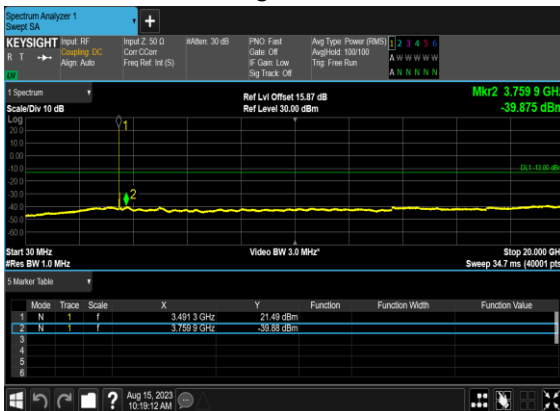 Spectrum Analyzer 1
Swept SA
+
KEYSIGHT Input: RF Input Z: 50 Ω #Atten: 30 dB PNO: Fast Avg Type: Power (RMS) 1 2 3 4 5 6
R T Coupling: DC Corr CCorr Gate: Off Avg|Hold: 100/100 A W W W W W
Align: Auto Freq Ref: Int (S) IF Gain: Low Trig: Free Run
Sig Track: Off A N N N N N
LV
1 Spectrum Ref Lvl Offset 15.87 dB Mkr2 3.759 9 GHz
Scale/Div 10 dB Ref Level 30.00 dBm -39.875 dBm
Log
1
20.0
10.0
0.00
-10.0 DL1 -13.00 dBm
-20.0
-30.0
2
-40.0
-50.0
-60.0
Start 30 MHz Video BW 3.0 MHz* Stop 20.000 GH
#Res BW 1.0 MHz Sweep 34.7 ms (40001 pts
5 Marker Table
Mode Trace Scale X Y Function Function Width Function Value
1 N 1 f 3.491 3 GHz 21.49 dBm
2 N 1 f 3.759 9 GHz -39.88 dBm
3
4
5
6
? Aug 15, 2023
10:19:12 AM